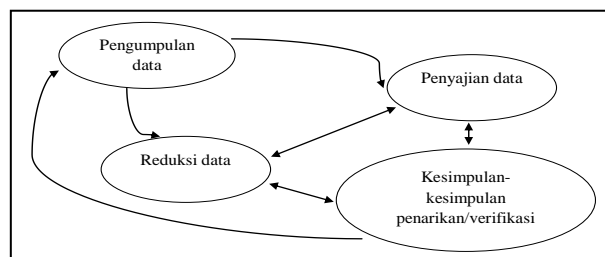 Pengumpulan
data
Penyajian data
Reduksi data
Kesimpulan-
kesimpulan
penarikan/verifikasi